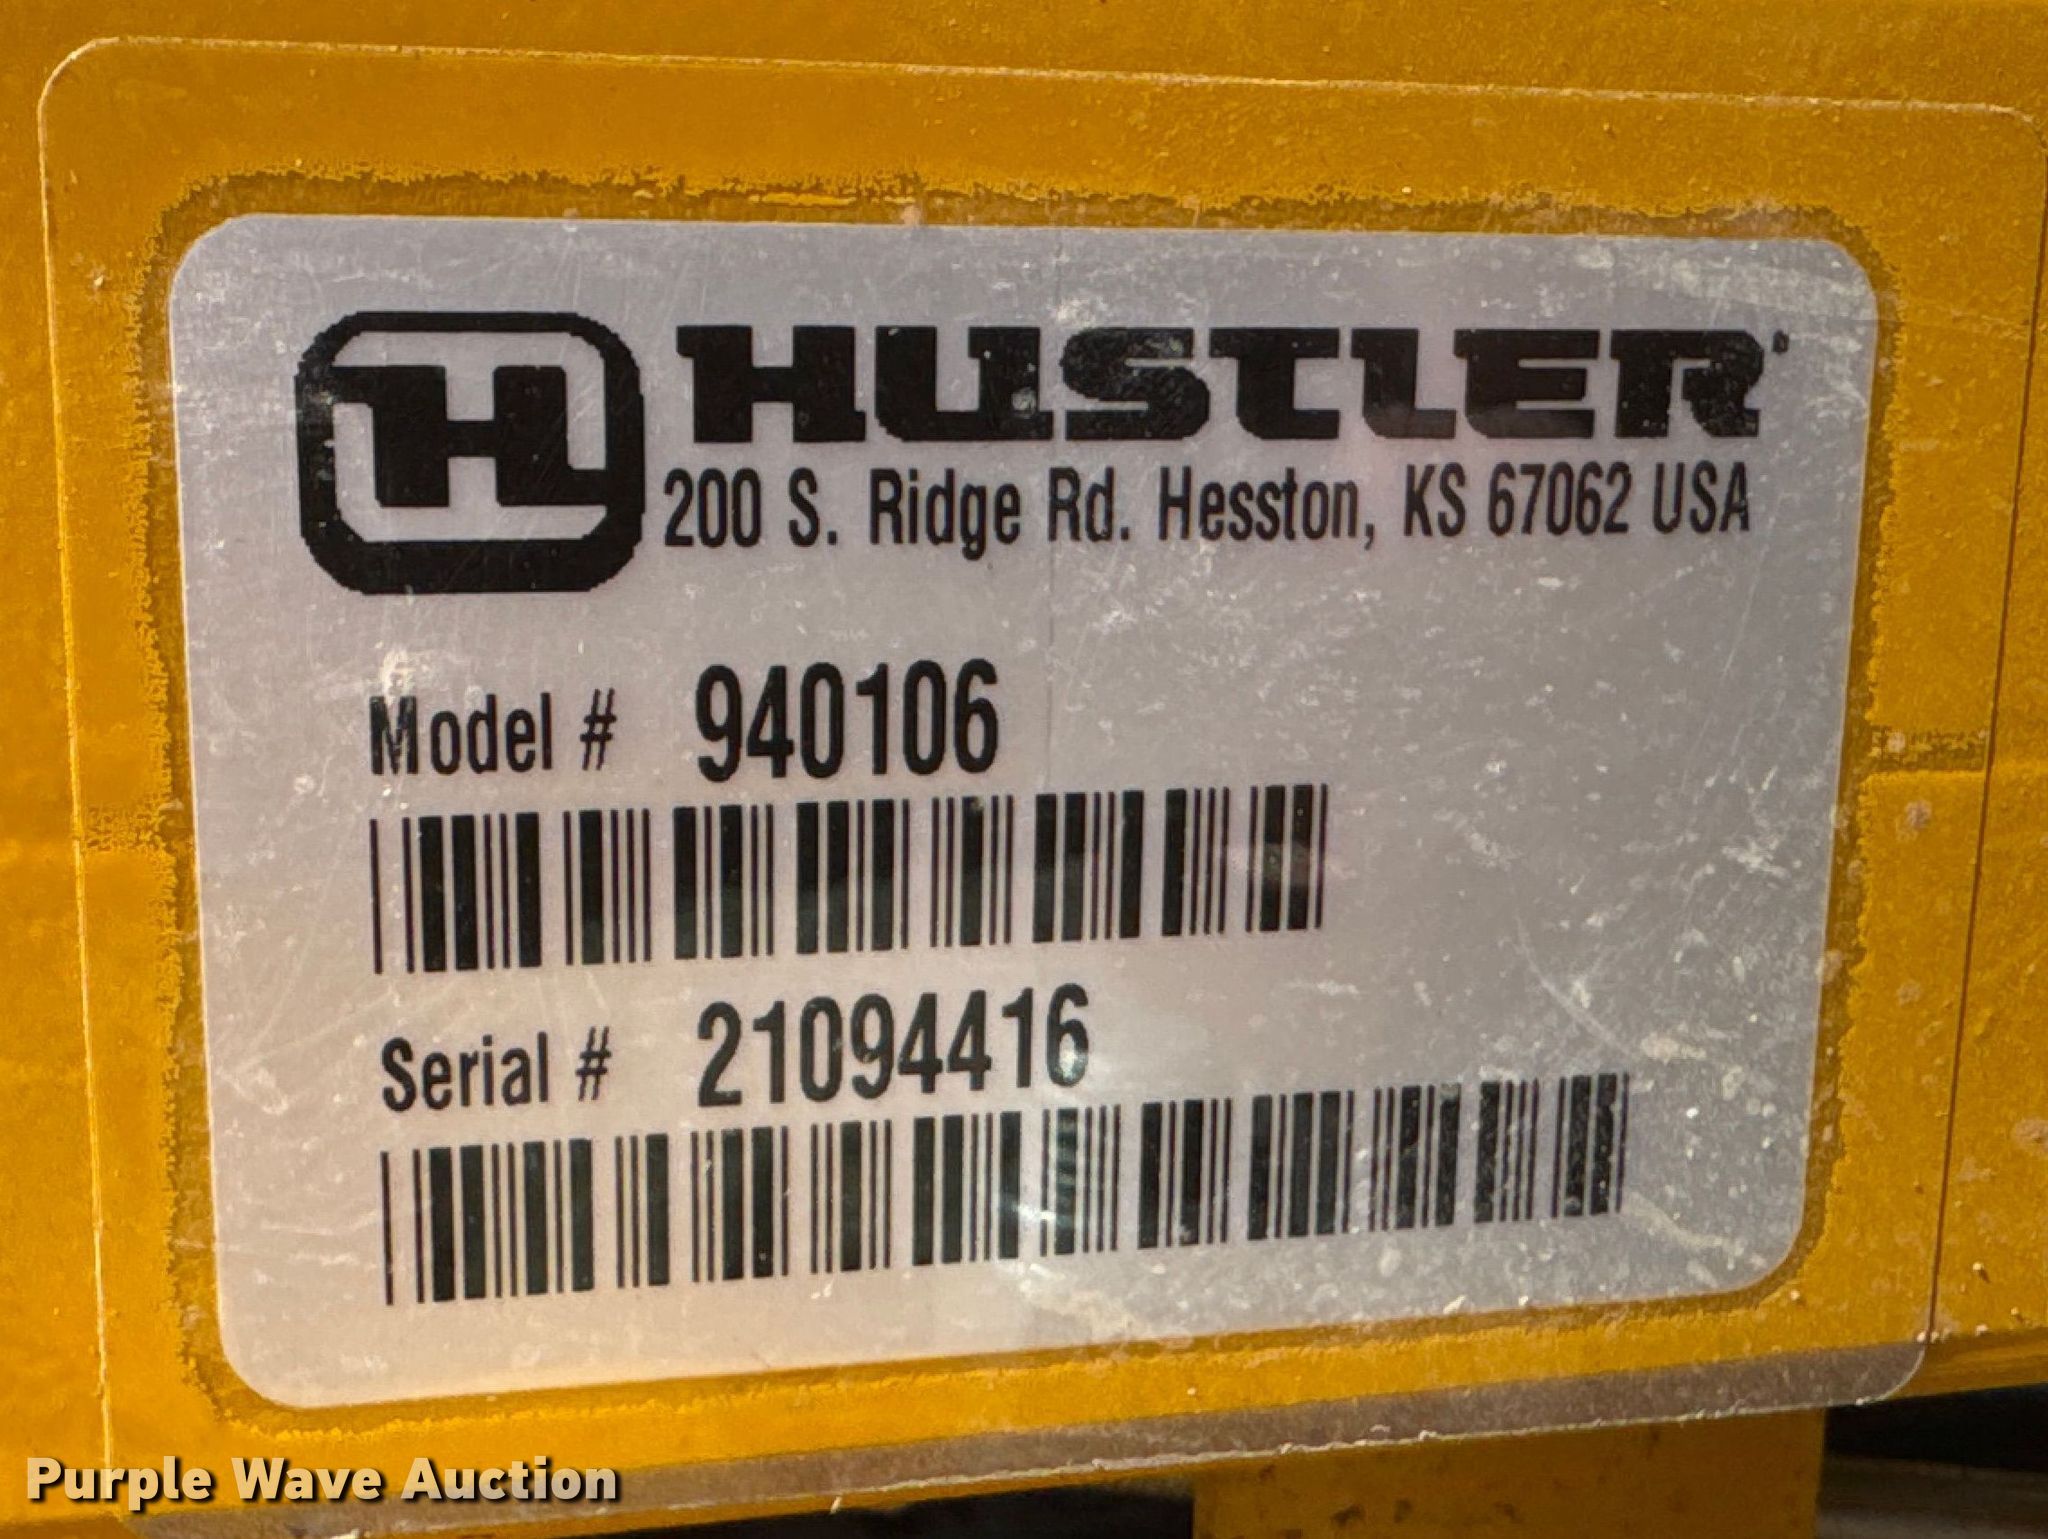 HUSTLER
200 S. Ridge Rd. Hesston, KS 67062 USA
Model # 940106
Serial # 21094416
Purple Wave Auction